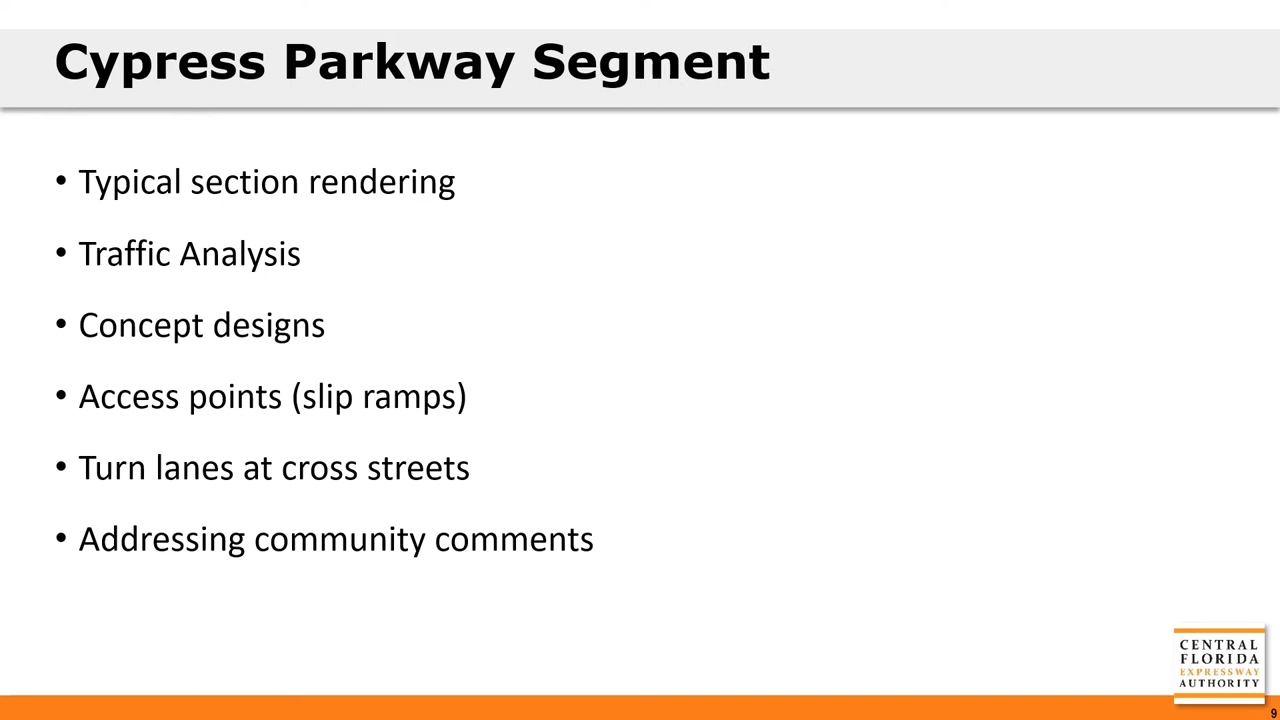 Cypress Parkway Segment
• Typical section rendering
• Traffic Analysis
• Concept designs
• Access points (slip ramps)
• Turn lanes at cross streets
• Addressing community comments
CENTRAL
FLORIDA
EXPRESSWAY
AUTHORITY
9